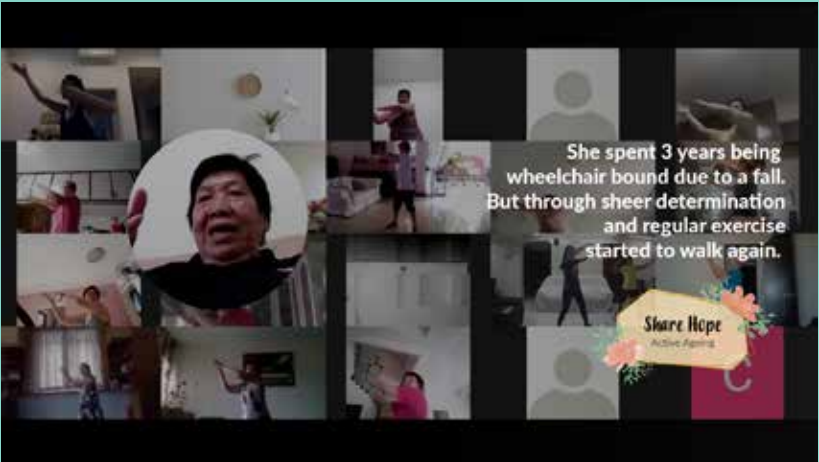 She spent 3 years being
wheelchair bound due to a fall.
But through sheer determination
and regular exercise
started to walk again.
Share Hope
Active Ageing
C